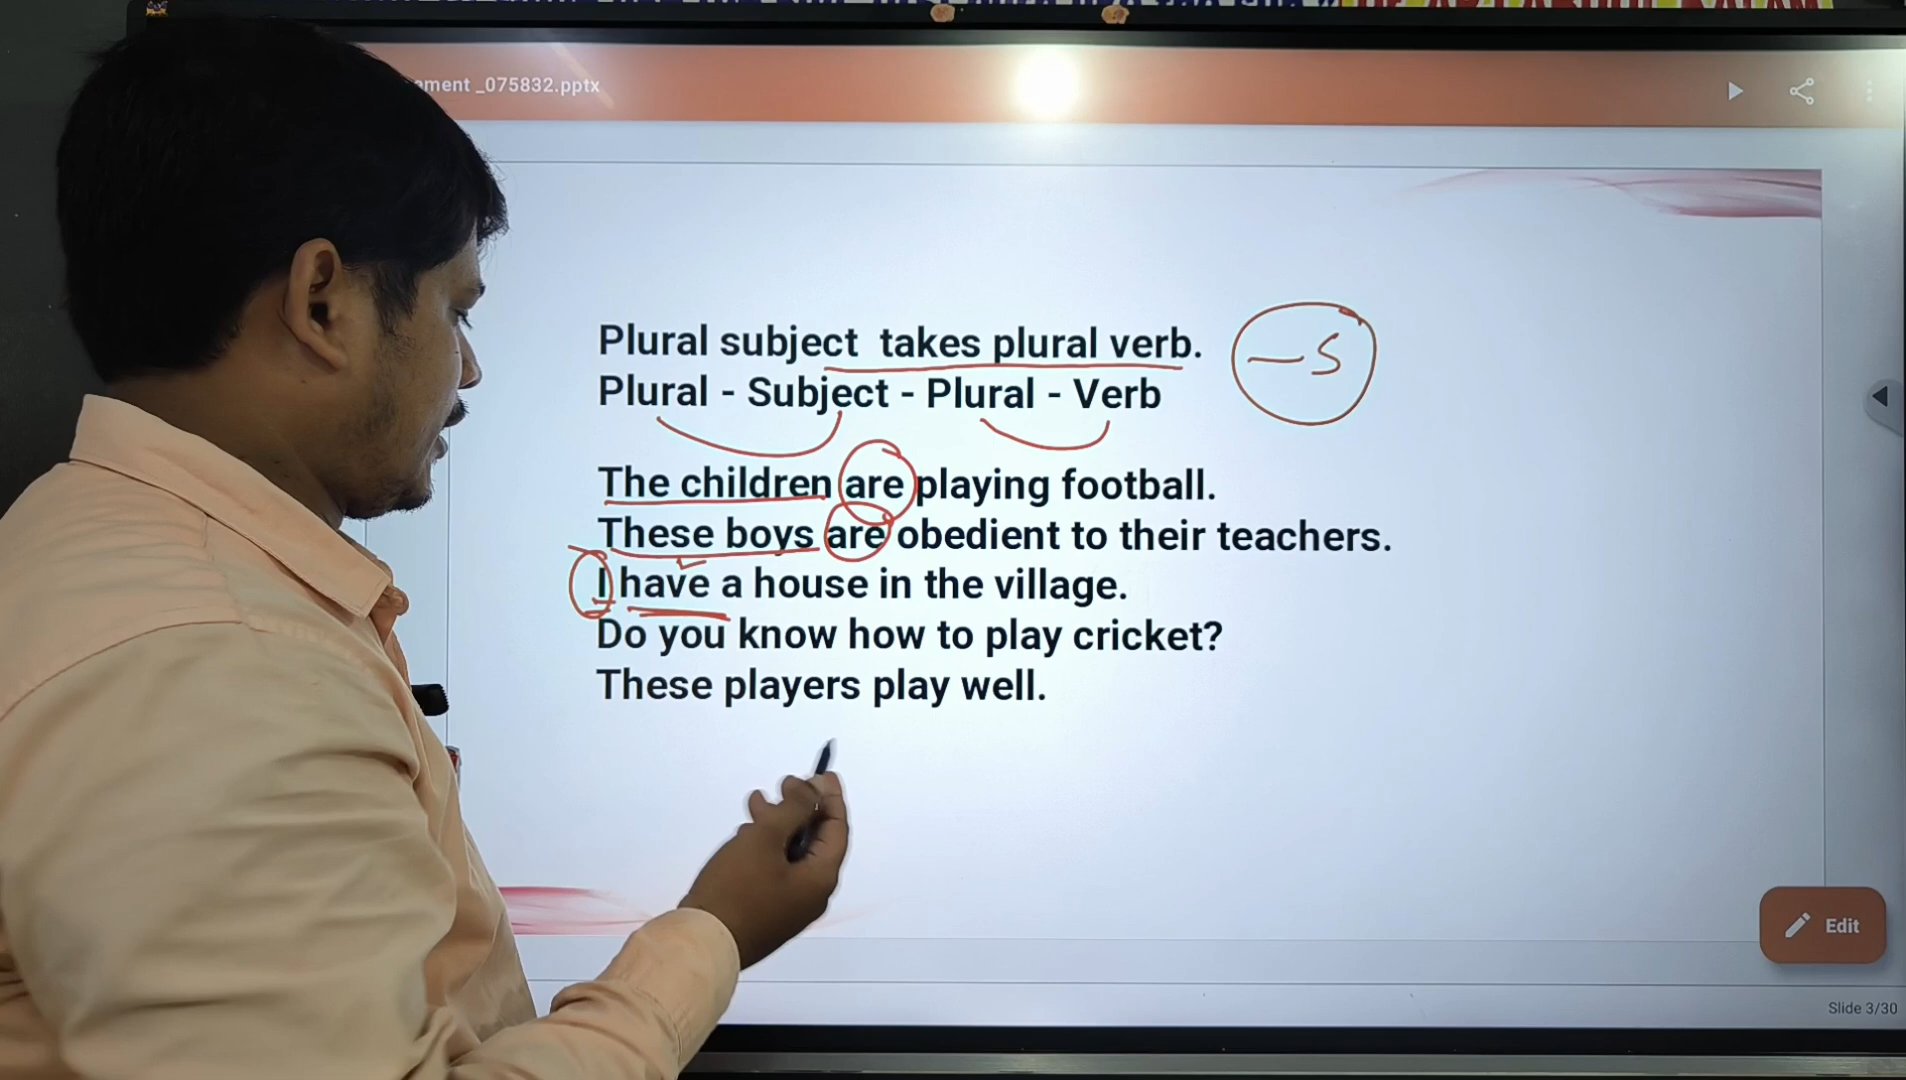 ment _075832.pptx
Plural subject takes plural verb.
— S
Plural - Subject - Plural - Verb
The children are playing football.
These boys are obedient to their teachers.
I have a house in the village.
Do you know how to play cricket?
These players play well.
Edit
Slide 3/30